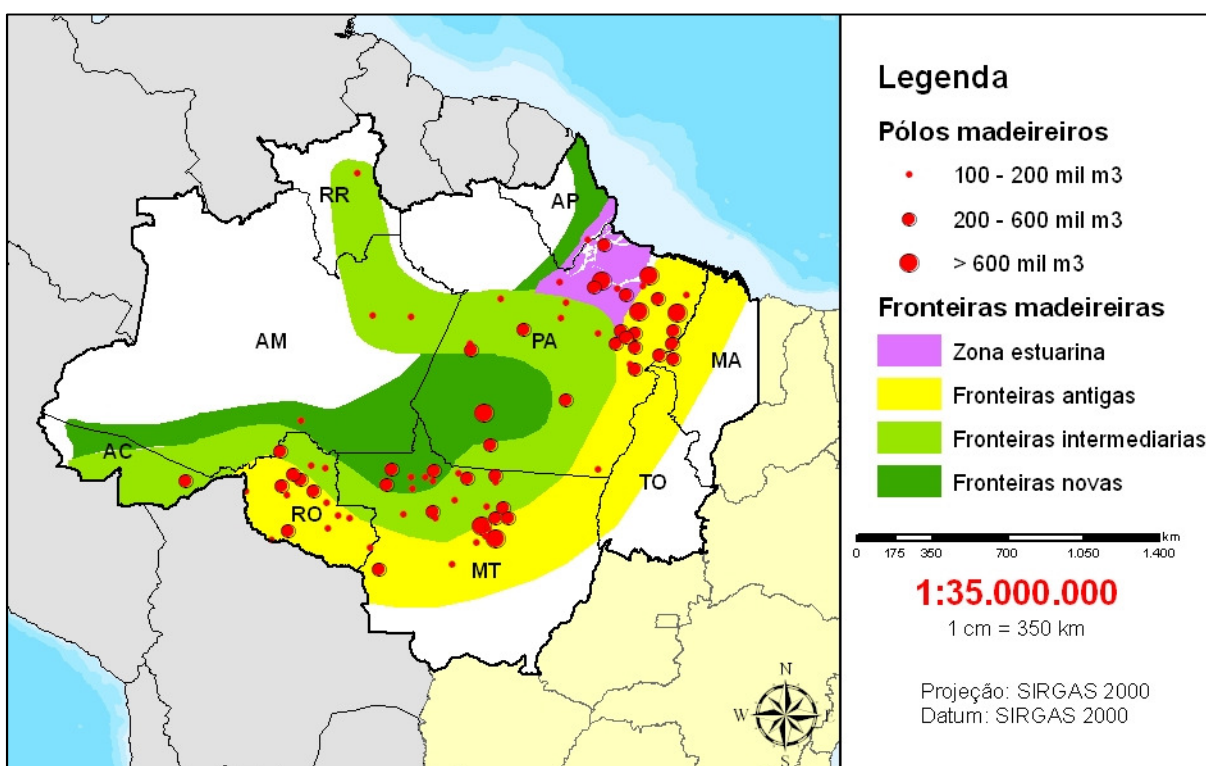 RR
AP
AM
PA
MA
AC
TO
RO
MT
N
W
E
S
Legenda
Pólos madeireiros
100 - 200 mil m3
200 - 600 mil m3
> 600 mil m3
Fronteiras madeireiras
Zona estuarina
Fronteiras antigas
Fronteiras intermediarias
Fronteiras novas
km
0 175 350 700 1.050 1.400
1:35.000.000
1 cm = 350 km
Projeção: SIRGAS 2000
Datum: SIRGAS 2000